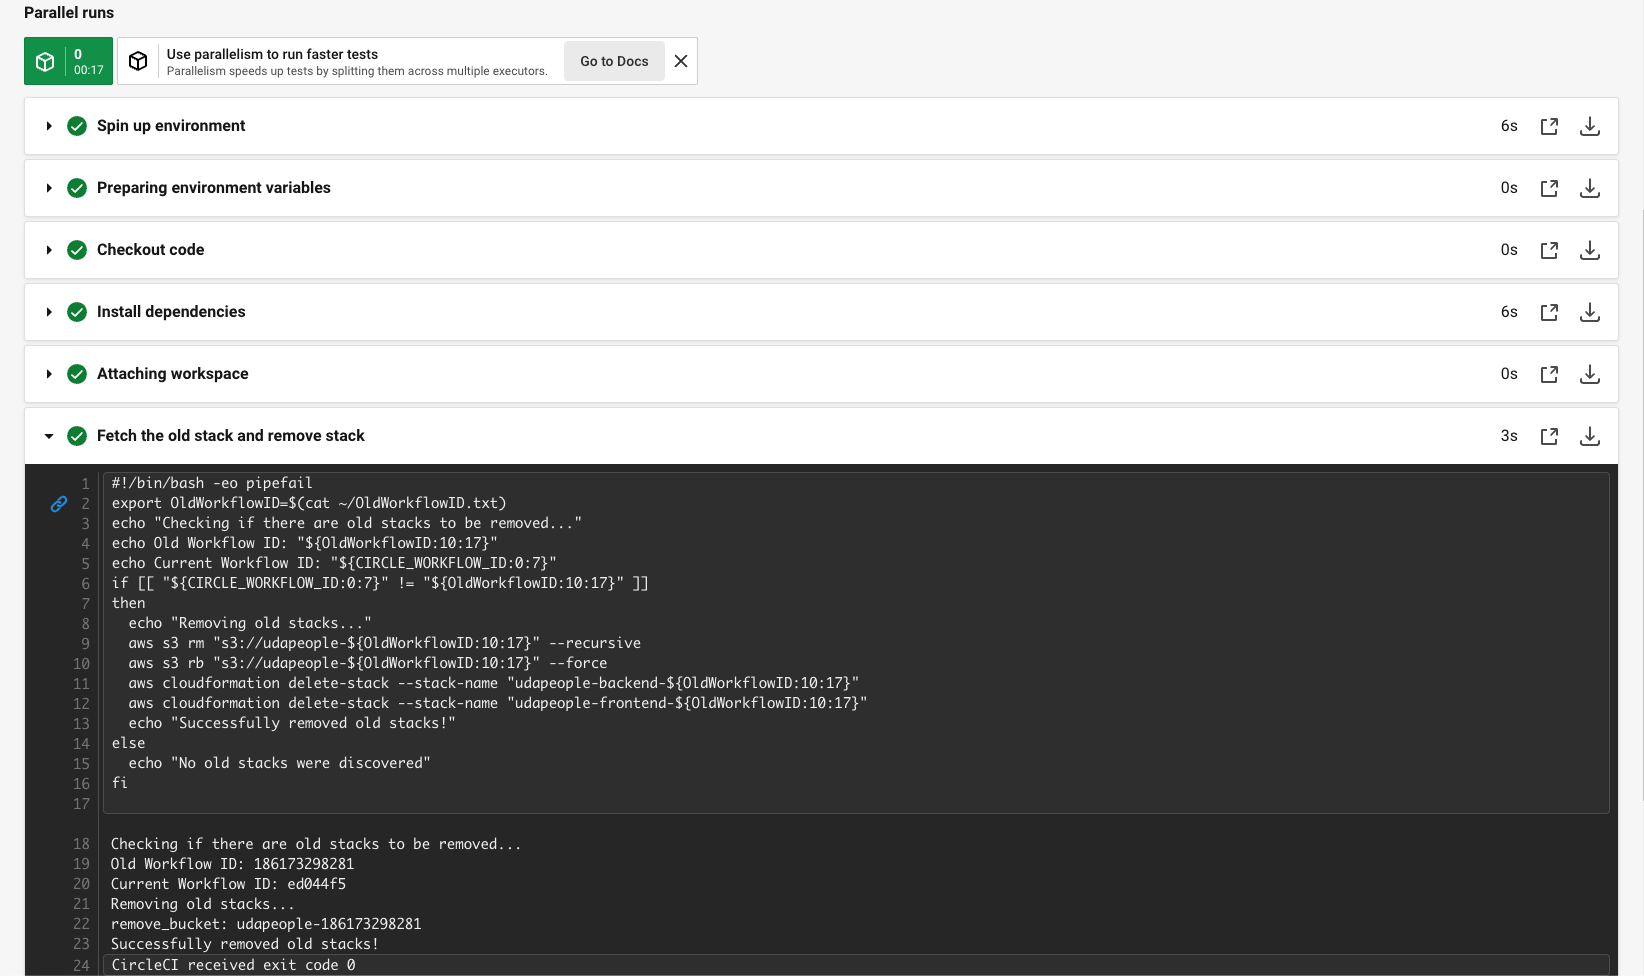 Parallel runs
0
00:17
Use parallelism to run faster tests
Parallelism speeds up tests by splitting them across multiple executors.
Go to Docs
Spin up environment
6s
Preparing environment variables
0s
Checkout code
0s
Install dependencies
6s
Attaching workspace
0s
Fetch the old stack and remove stack
3s
1 #!/bin/bash -eo pipefail
2 export OldWorkflowID=$(cat ~/OldWorkflowID.txt)
3 echo "Checking if there are old stacks to be removed..."
4 echo Old Workflow ID: "${OldWorkflowID:10:17}"
5 echo Current Workflow ID: "${CIRCLE_WORKFLOW_ID:0:7}"
6 if [[ "${CIRCLE_WORKFLOW_ID:0:7}" != "${OldWorkflowID:10:17}" ]]
7 then
8   echo "Removing old stacks..."
9   aws s3 rm "s3://udapeople-${OldWorkflowID:10:17}" --recursive
10   aws s3 rb "s3://udapeople-${OldWorkflowID:10:17}" --force
11   aws cloudformation delete-stack --stack-name "udapeople-backend-${OldWorkflowID:10:17}"
12   aws cloudformation delete-stack --stack-name "udapeople-frontend-${OldWorkflowID:10:17}"
13   echo "Successfully removed old stacks!"
14 else
15   echo "No old stacks were discovered"
16 fi
17
18 Checking if there are old stacks to be removed...
19 Old Workflow ID: 186173298281
20 Current Workflow ID: ed044f5
21 Removing old stacks...
22 remove_bucket: udapeople-186173298281
23 Successfully removed old stacks!
24 CircleCI received exit code 0